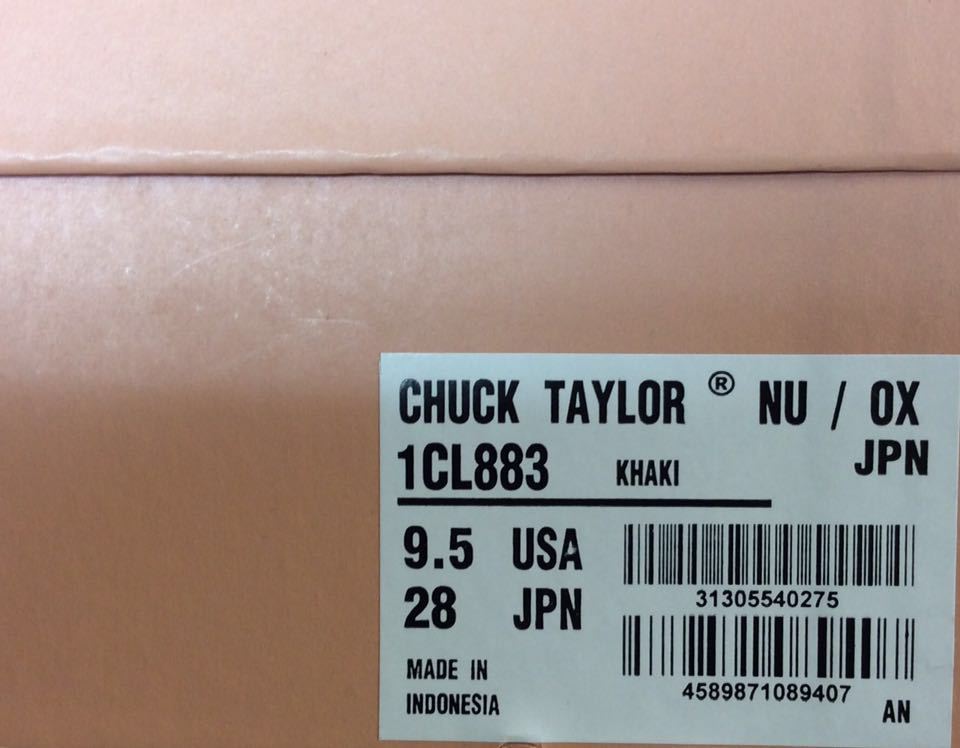 CHUCK TAYLOR ® NU / OX
1CL883 KHAKI JPN
9.5 USA
28 JPN
31305540275
MADE IN
INDONESIA
4589871089407
AN